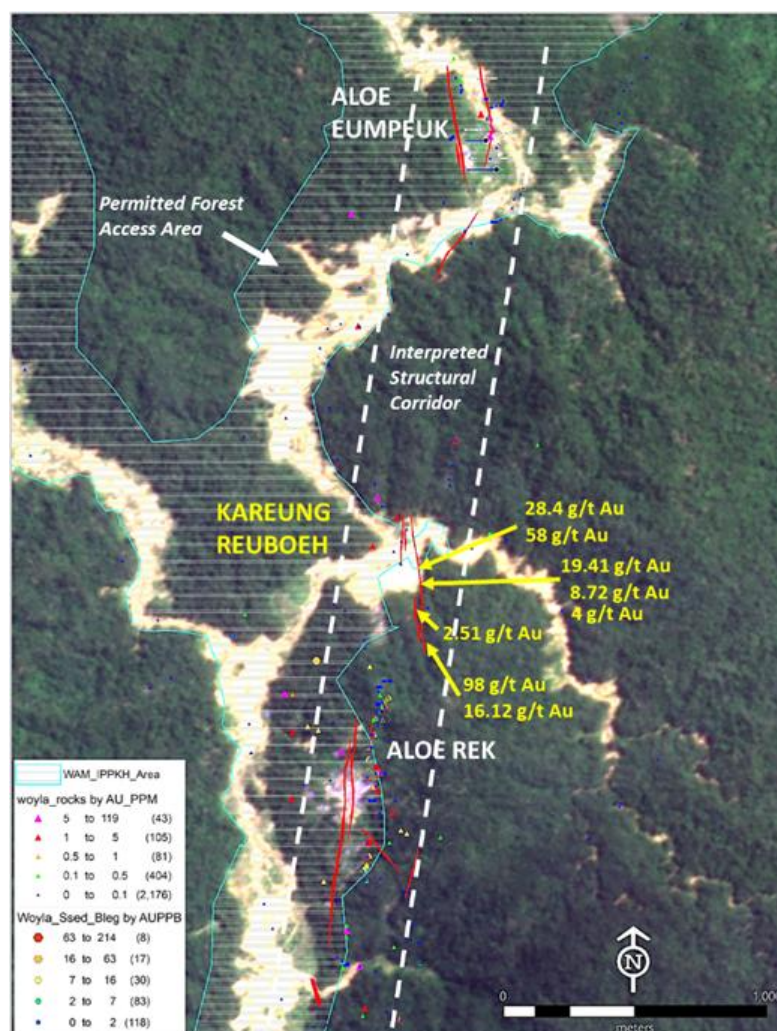 ALOE
EUMPEUK
Permitted Forest
Access Area
Interpreted
Structural
Corridor
KAREUNG
REUBOEH
28.4 g/t Au
58 g/t Au
19.41 g/t Au
8.72 g/t Au
4 g/t Au
2.51 g/t Au
98 g/t Au
16.12 g/t Au
ALOE REK
WAM_IPPKH_Area
woyla_rocks by AU_PPM
5 to 119 (43)
1 to 5 (105)
0.5 to 1 (81)
0.1 to 0.5 (404)
0 to 0.1 (2,176)
Woyla_Ssed_Bleg by AUPPB
63 to 214 (8)
16 to 63 (17)
7 to 16 (30)
2 to 7 (83)
0 to 2 (118)
N
0 1,000
meters